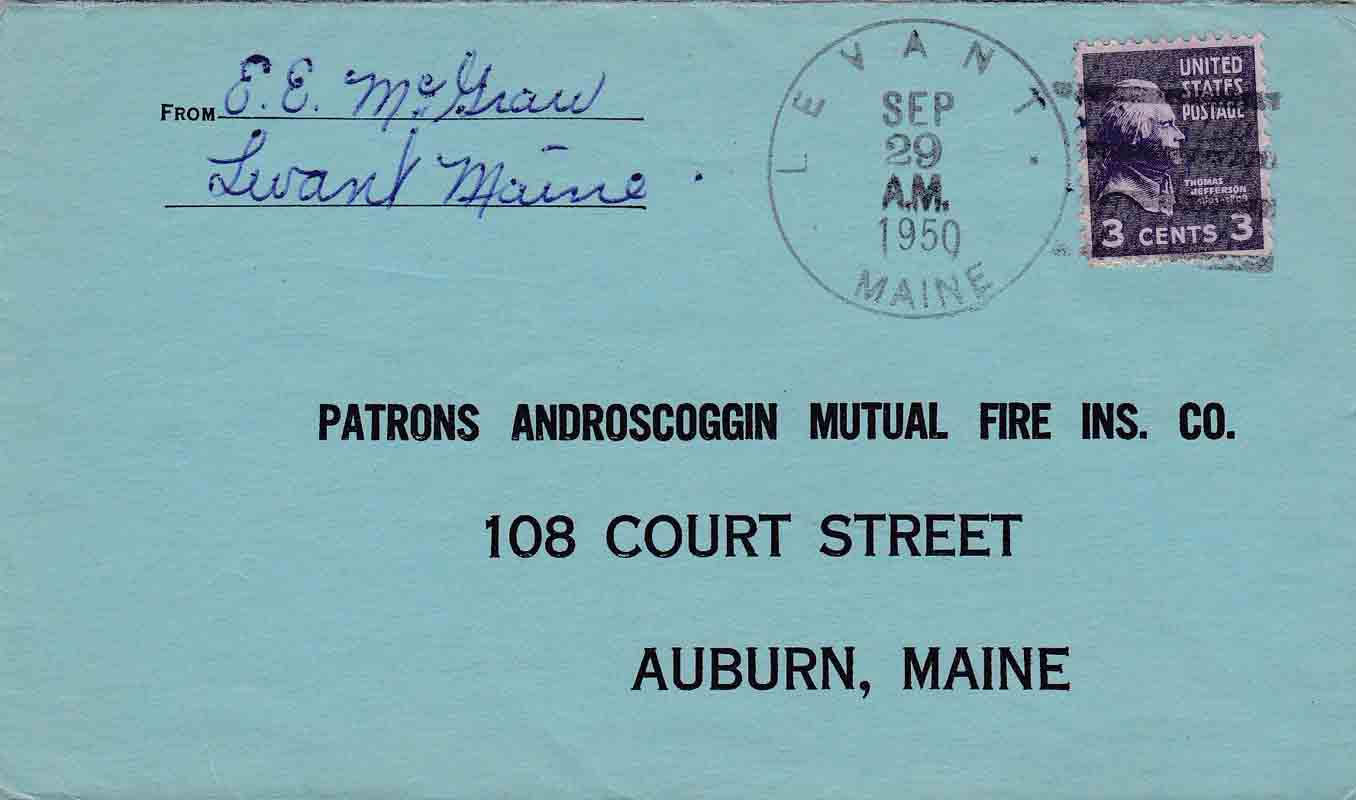 FROM E. E. McGraw
Levant Maine
LEVANT
SEP
29
A.M.
1950
MAINE
UNITED
STATES
POSTAGE
THOMAS
JEFFERSON
3 CENTS 3
PATRONS ANDROSCOGGIN MUTUAL FIRE INS. CO.
108 COURT STREET
AUBURN, MAINE